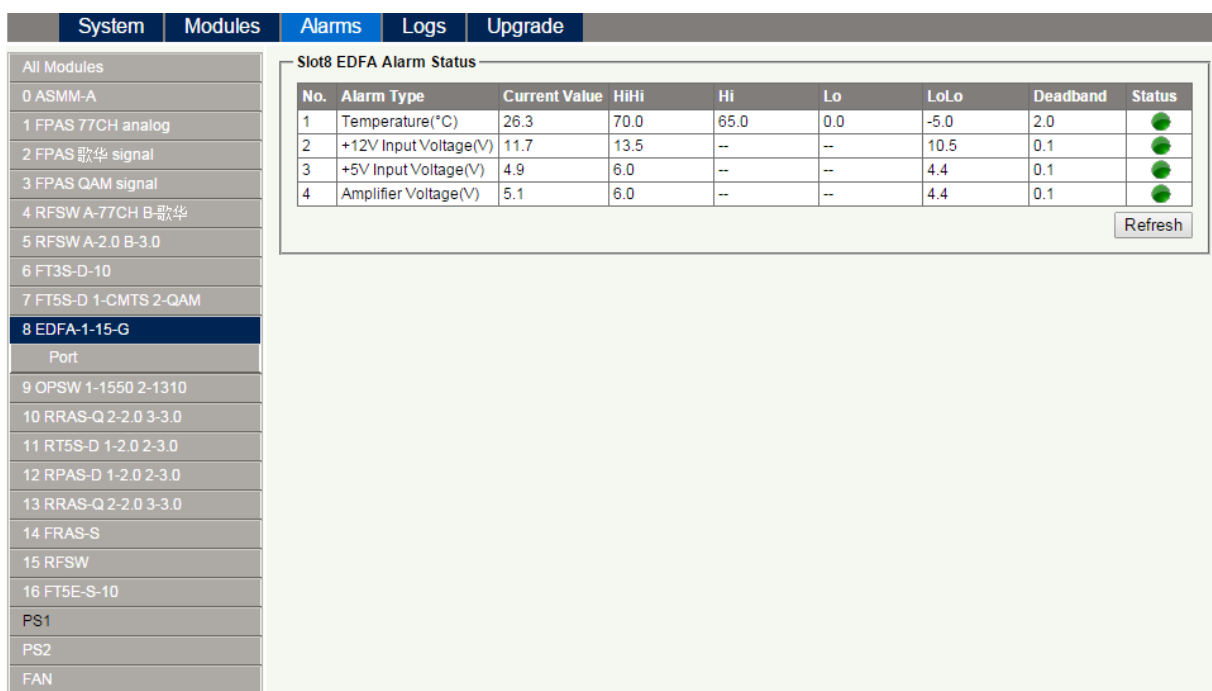 System Modules Alarms Logs Upgrade
All Modules
0 ASMM-A
1 FPAS 77CH analog
2 FPAS 歌华 signal
3 FPAS QAM signal
4 RFSW A-77CH B-歌华
5 RFSW A-2.0 B-3.0
6 FT3S-D-10
7 FT5S-D 1-CMTS 2-QAM
8 EDFA-1-15-G
Port
9 OPSW 1-1550 2-1310
10 RRAS-Q 2-2.0 3-3.0
11 RT5S-D 1-2.0 2-3.0
12 RPAS-D 1-2.0 2-3.0
13 RRAS-Q 2-2.0 3-3.0
14 FRAS-S
15 RFSW
16 FT5E-S-10
PS1
PS2
FAN
Slot8 EDFA Alarm Status
No. Alarm Type Current Value HiHi Hi Lo LoLo Deadband Status
1 Temperature(°C) 26.3 70.0 65.0 0.0 -5.0 2.0
2 +12V Input Voltage(V) 11.7 13.5 -- -- 10.5 0.1
3 +5V Input Voltage(V) 4.9 6.0 -- -- 4.4 0.1
4 Amplifier Voltage(V) 5.1 6.0 -- -- 4.4 0.1
Refresh